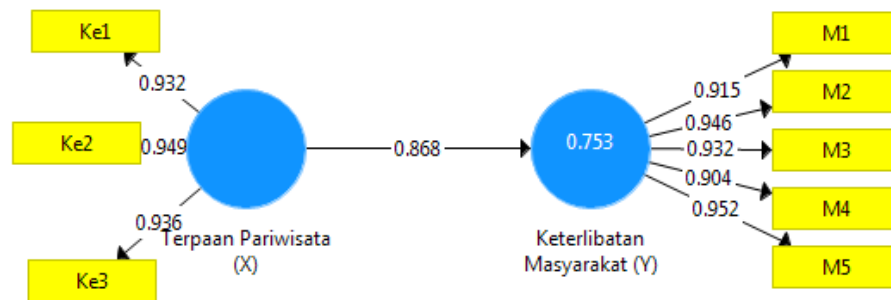 Ke1
0.932
Ke2
0.949
0.936
Ke3
Terpaan Pariwisata
(X)
0.868
0.753
Keterlibatan
Masyarakat (Y)
0.915
0.946
0.932
0.904
0.952
M1
M2
M3
M4
M5